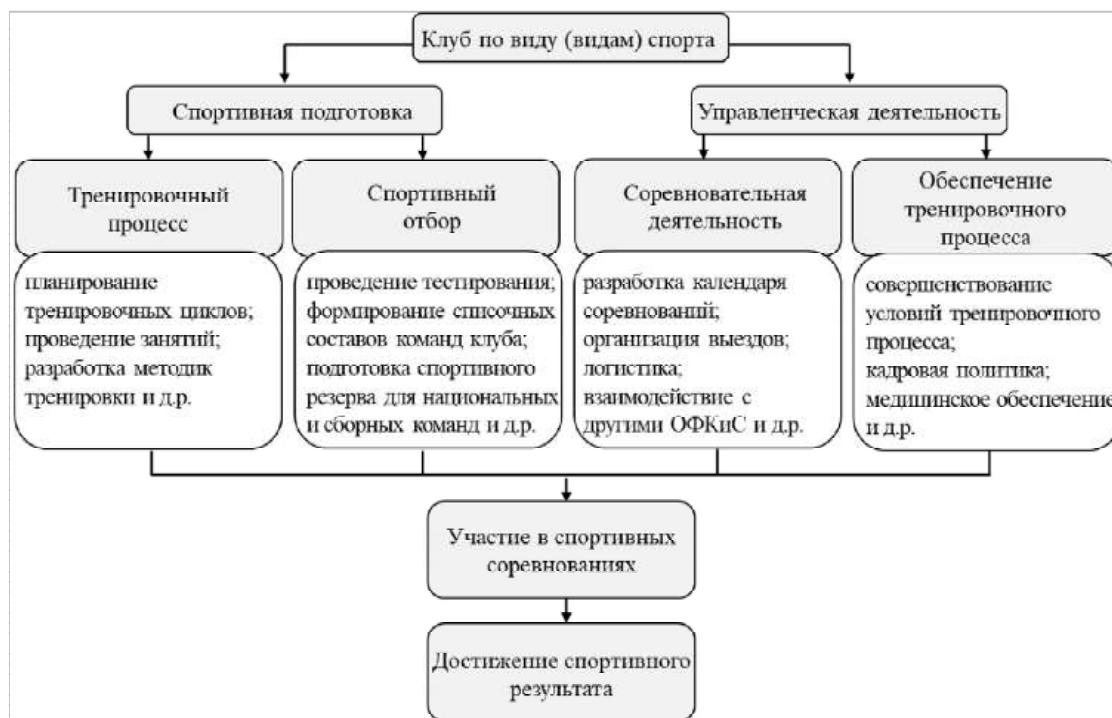 Клуб по виду (видам) спорта
Спортивная подготовка
Управленческая деятельность
Тренировочный
процесс
Спортивный
отбор
Соревновательная
деятельность
Обеспечение
тренировочного
процесса
планирование
тренировочных циклов;
проведение занятий;
разработка методик
тренировки и д.р.
проведение тестирования;
формирование списочных
составов команд клуба;
подготовка спортивного
резерва для национальных
и сборных команд и д.р.
разработка календаря
соревнований;
организация выездов;
логистика;
взаимодействие с
другими ОФКиС и д.р.
совершенствование
условий тренировочного
процесса;
кадровая политика;
медицинское обеспечение
и д.р.
Участие в спортивных
соревнованиях
Достижение спортивного
результата